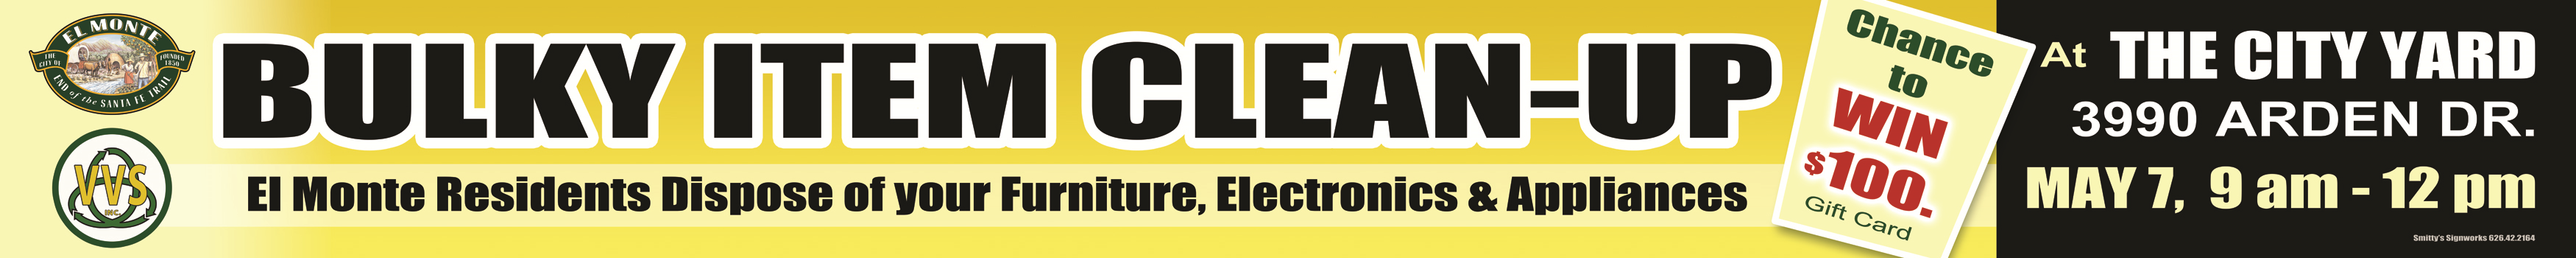 EL MONTE
THE CITY OF
FOUNDED 1850
END of the SANTA FE TRAIL
VVS
INC.
BULKY ITEM CLEAN-UP
El Monte Residents Dispose of your Furniture, Electronics & Appliances
Chance
to
WIN
$100.
Gift Card
At THE CITY YARD
3990 ARDEN DR.
MAY 7, 9 am - 12 pm
Smitty's Signworks 626.42.2164